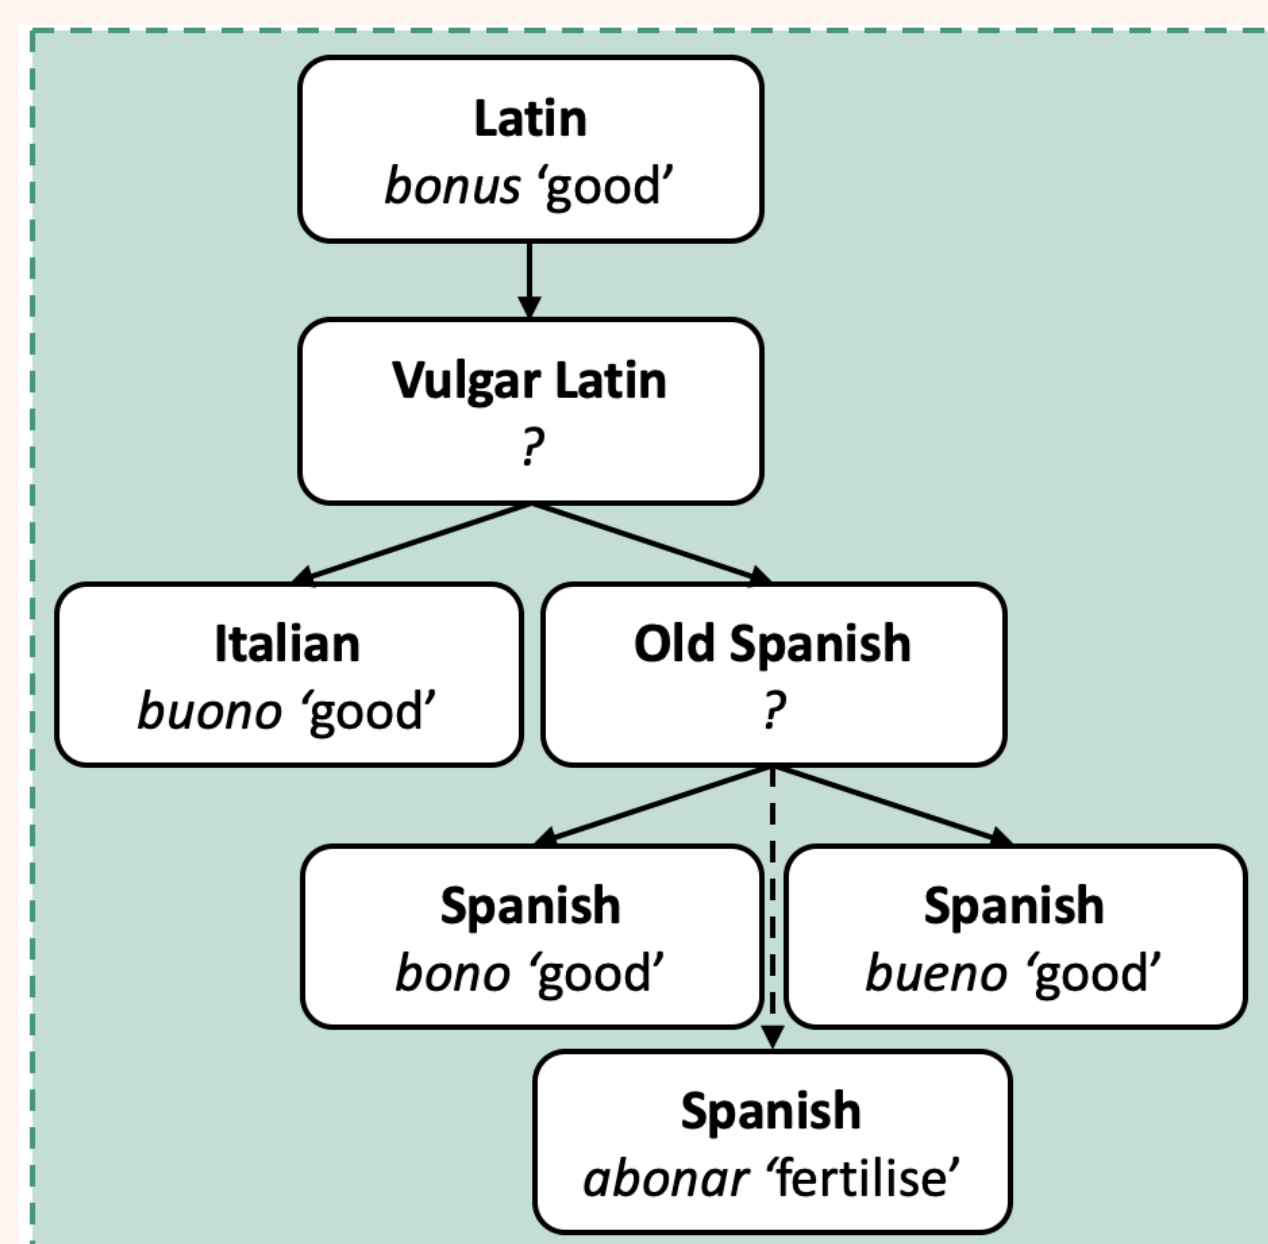 Latin
bonus ‘good’
Vulgar Latin
?
Italian
buono ‘good’
Old Spanish
?
Spanish
bono ‘good’
Spanish
bueno ‘good’
Spanish
abonar ‘fertilise’